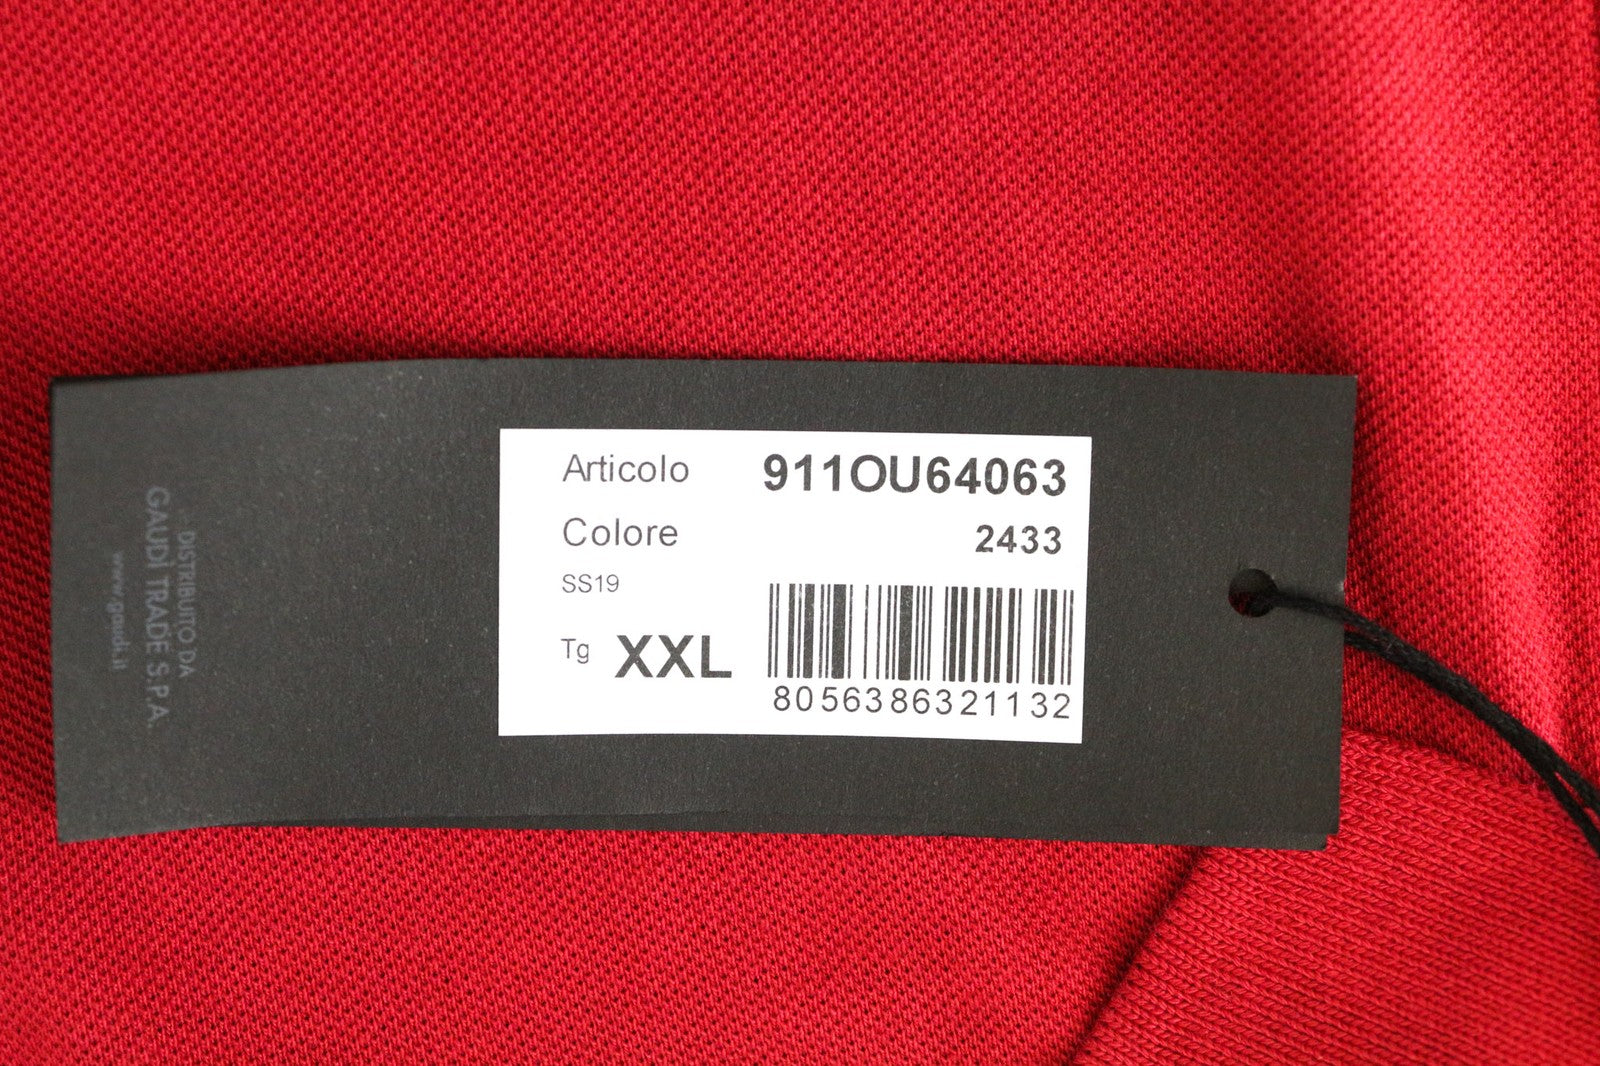 Articolo 911OU64063
Colore 2433
SS19
Tg XXL
8056386321132
DISTRIBUITO DA
GAUDÌ TRADE S.P.A.
www.gaudi.it